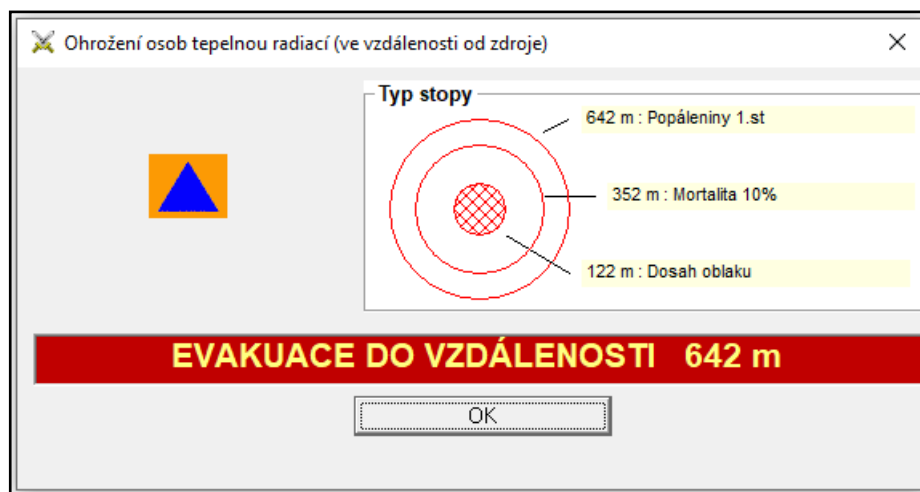 Ohrožení osob tepelnou radiací (ve vzdálenosti od zdroje)
Typ stopy
642 m : Popáleniny 1.st
352 m : Mortalita 10%
122 m : Dosah oblaku
EVAKUACE DO VZDÁLENOSTI 642 m
OK